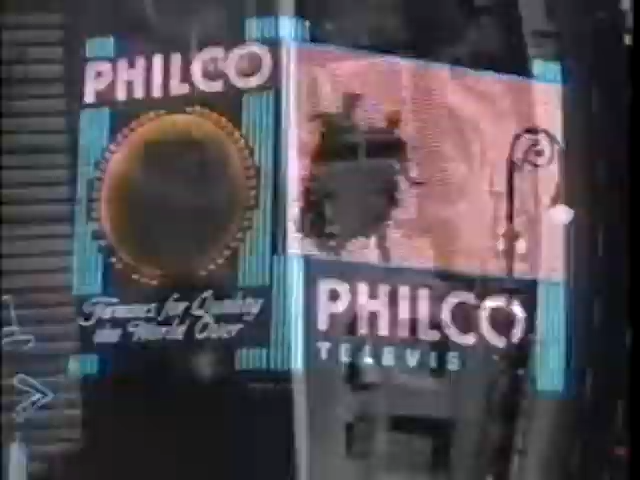 PHILCO
Famous for Quality
the World Over
PHILCO
TELEVIS